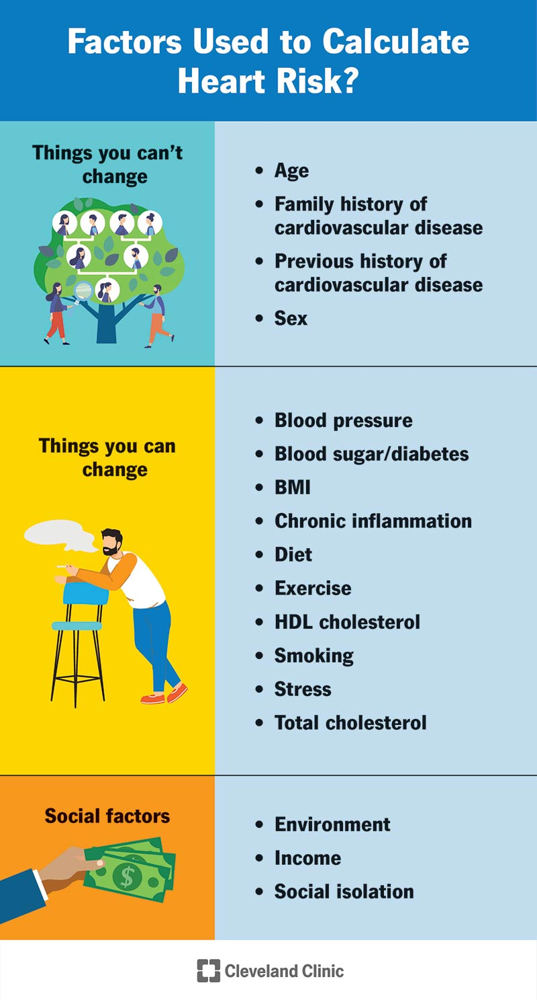 Factors Used to Calculate
Heart Risk?
Things you can’t
change
• Age
• Family history of
cardiovascular disease
• Previous history of
cardiovascular disease
• Sex
Things you can
change
• Blood pressure
• Blood sugar/diabetes
• BMI
• Chronic inflammation
• Diet
• Exercise
• HDL cholesterol
• Smoking
• Stress
• Total cholesterol
Social factors
$
• Environment
• Income
• Social isolation
Cleveland Clinic